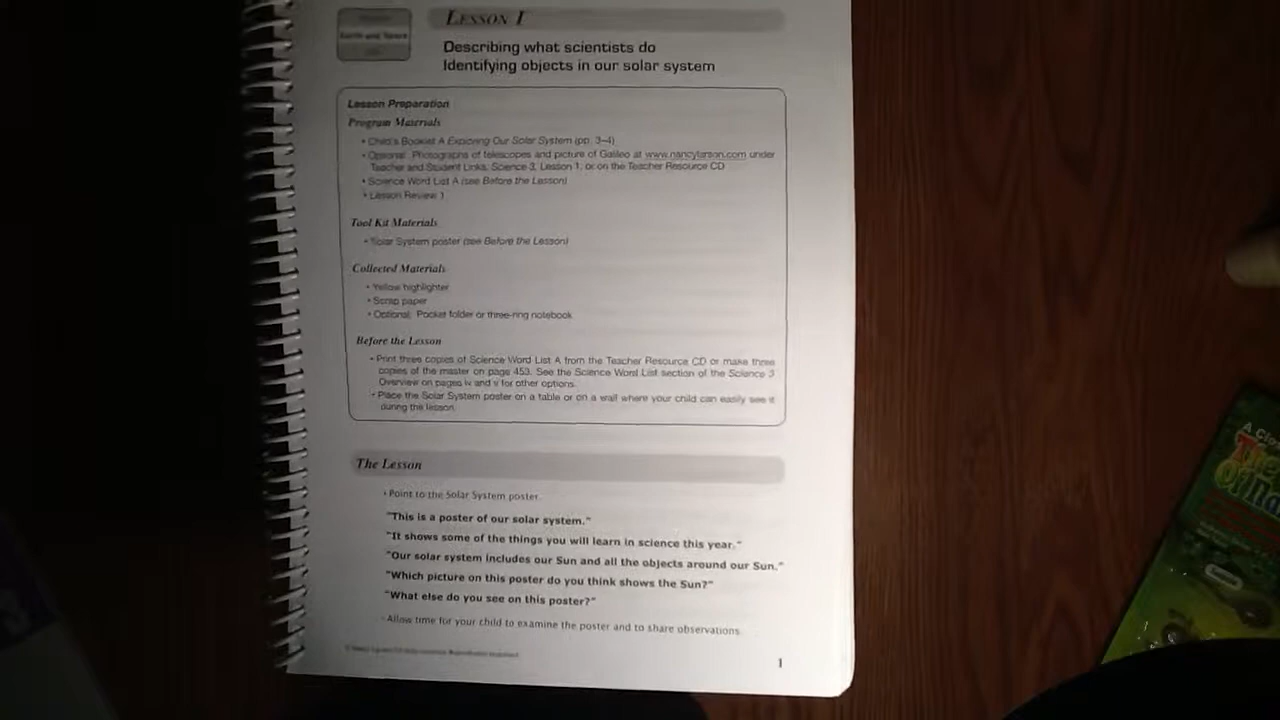 Earth and Space
LESSON 1
Describing what scientists do
Identifying objects in our solar system
Lesson Preparation
Program Materials
• Child's Booklet A Exploring Our Solar System (pp. 3–4)
• Optional: Photographs of telescopes and picture of Galileo at www.nancylarson.com under
Teacher and Student Links, Science 3, Lesson 1, or on the Teacher Resource CD
• Science Word List A (see Before the Lesson)
• Lesson Review 1
Tool Kit Materials
• Solar System poster (see Before the Lesson)
Collected Materials
• Yellow highlighter
• Scrap paper
• Optional: Pocket folder or three-ring notebook
Before the Lesson
• Print three copies of Science Word List A from the Teacher Resource CD or make three
copies of the master on page 453. See the Science Word List section of the Science 3
Overview on pages iv and v for other options.
• Place the Solar System poster on a table or on a wall where your child can easily see it
during the lesson.
The Lesson
• Point to the Solar System poster.
"This is a poster of our solar system."
"It shows some of the things you will learn in science this year."
"Our solar system includes our Sun and all the objects around our Sun."
"Which picture on this poster do you think shows the Sun?"
"What else do you see on this poster?"
• Allow time for your child to examine the poster and to share observations.
1